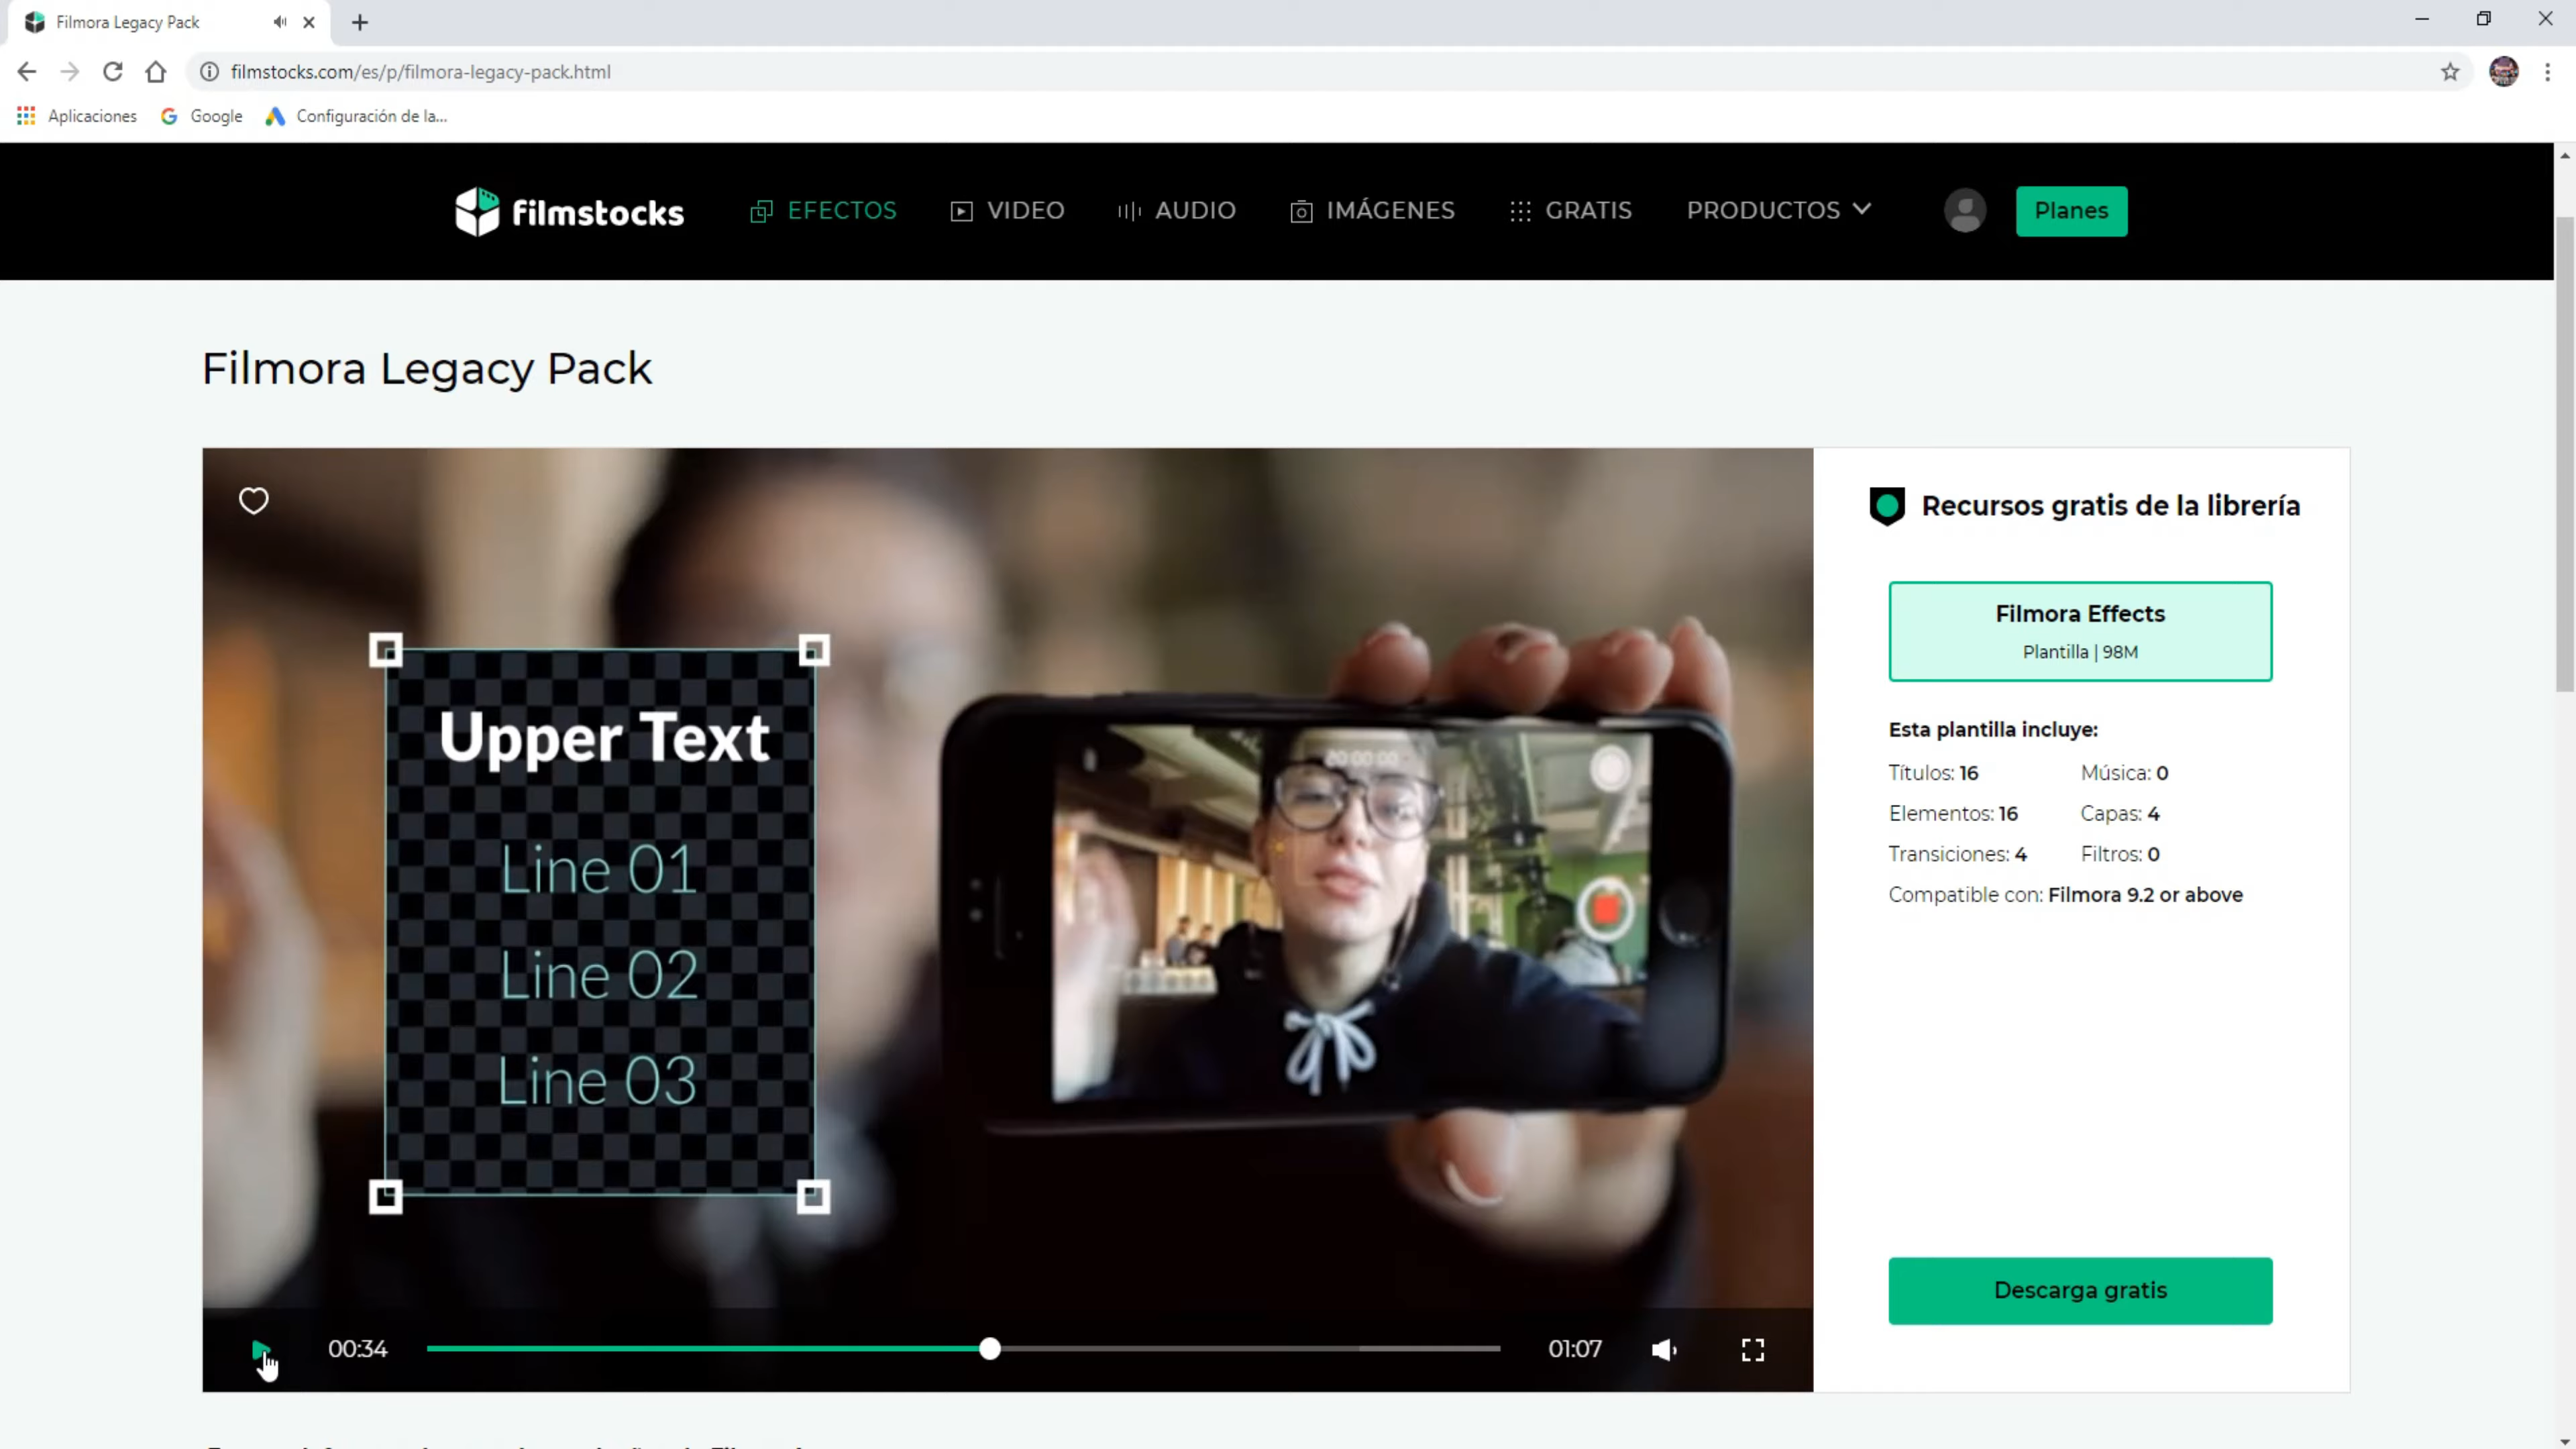 Filmora Legacy Pack
filmstocks.com/es/p/filmora-legacy-pack.html
Aplicaciones
Google
Configuración de la...
filmstocks
EFECTOS
VIDEO
AUDIO
IMÁGENES
GRATIS
PRODUCTOS
Planes
Filmora Legacy Pack
Upper Text
Line 01
Line 02
Line 03
00:00:00
00:34
01:07
Recursos gratis de la librería
Filmora Effects
Plantilla | 98M
Esta plantilla incluye:
Títulos: 16 Música: 0
Elementos: 16 Capas: 4
Transiciones: 4 Filtros: 0
Compatible con: Filmora 9.2 or above
Descarga gratis